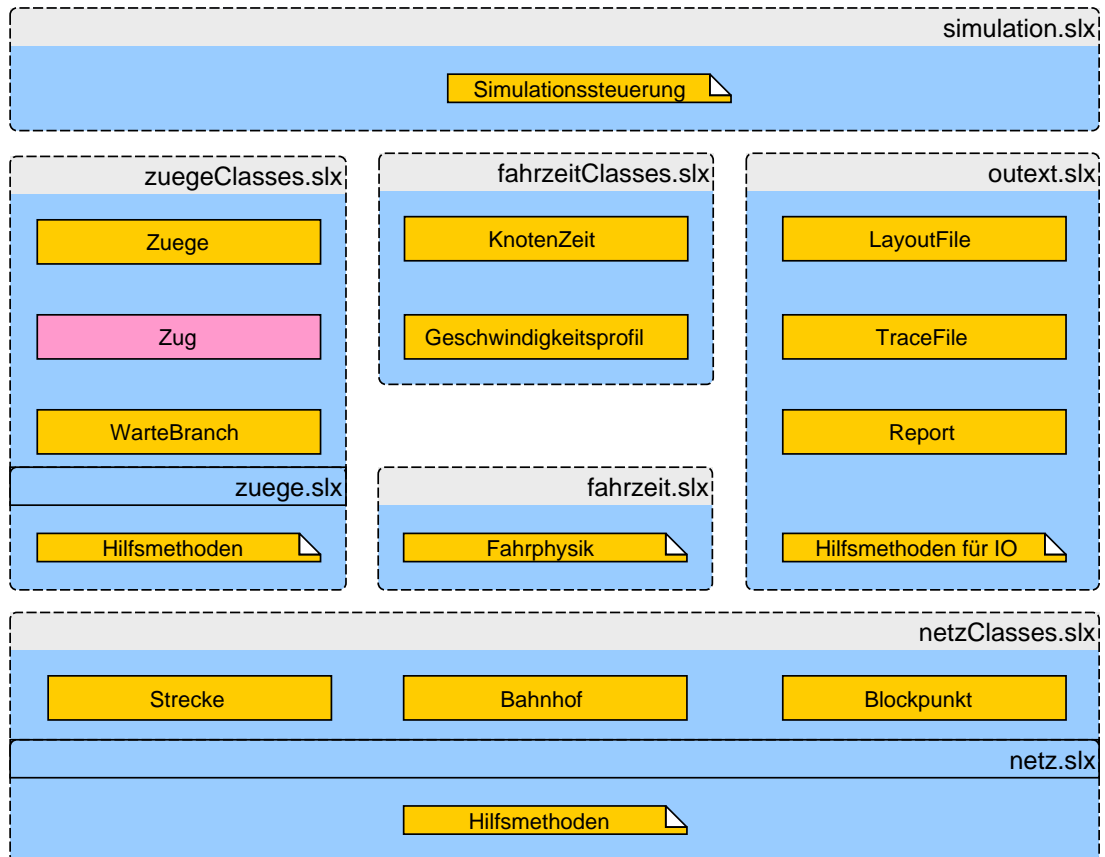 simulation.slx
Simulationssteuerung
zuegeClasses.slx
Zuege
Zug
WarteBranch
zuege.slx
Hilfsmethoden
fahrzeitClasses.slx
KnotenZeit
Geschwindigkeitsprofil
fahrzeit.slx
Fahrphysik
outext.slx
LayoutFile
TraceFile
Report
Hilfsmethoden für IO
netzClasses.slx
Strecke
Bahnhof
Blockpunkt
netz.slx
Hilfsmethoden